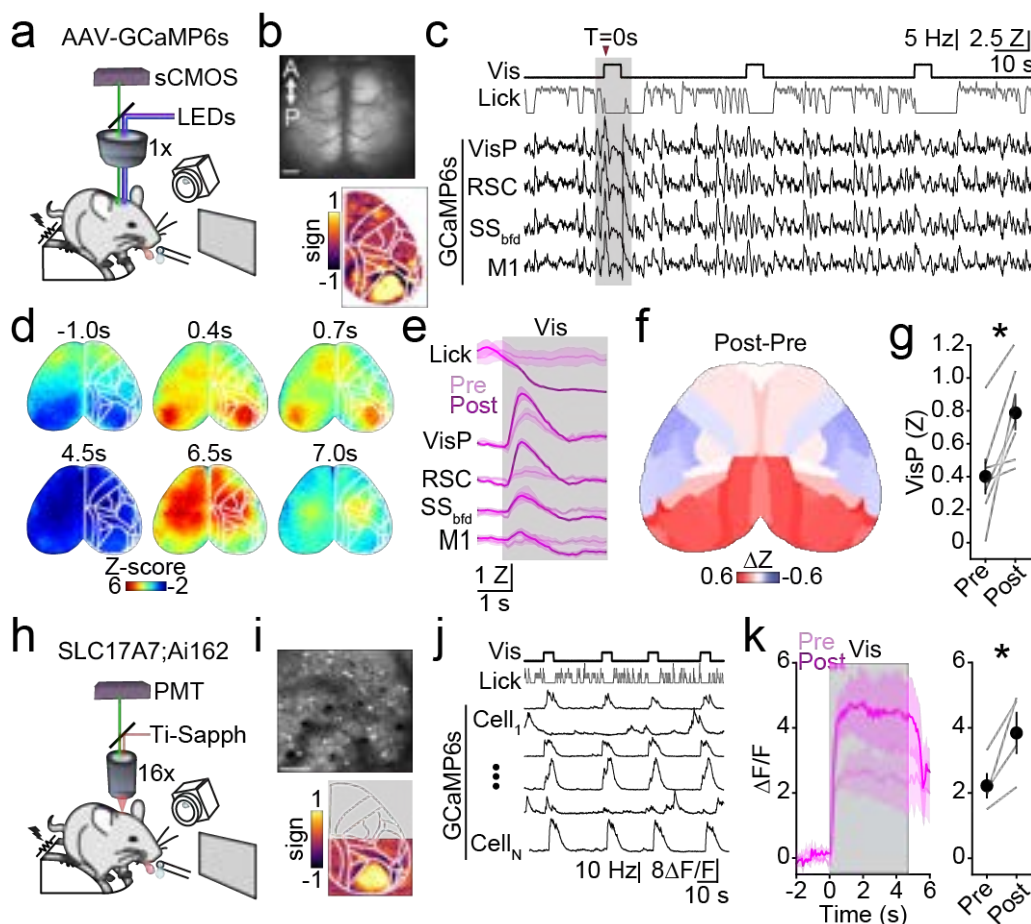 a
AAV-GCaMP6s
sCMOS
LEDs
1x
b
A
P
sign
1
-1
c
T=0s
5 Hz 2.5 Z
10 s
Vis
Lick
GCaMP6s
VisP
RSC
SSbfd
M1
d
-1.0s 0.4s 0.7s
4.5s 6.5s 7.0s
Z-score
6 -2
e
Vis
Lick
Pre
Post
VisP
RSC
SSbfd
M1
1 Z
1 s
f
Post-Pre
ΔZ
0.6 -0.6
g
*
VisP (Z)
1.2
1.0
0.8
0.6
0.4
0.2
0
Pre Post
h
SLC17A7;Ai162
PMT
Ti-Sapph
16x
i
sign
1
-1
j
Vis
Lick
GCaMP6s
Cell1
CellN
10 Hz 8ΔF/F
10 s
k
Pre
Post
Vis
ΔF/F
6
4
2
0
-2 0 2 4 6
Time (s)
*
6
4
2
0
Pre Post